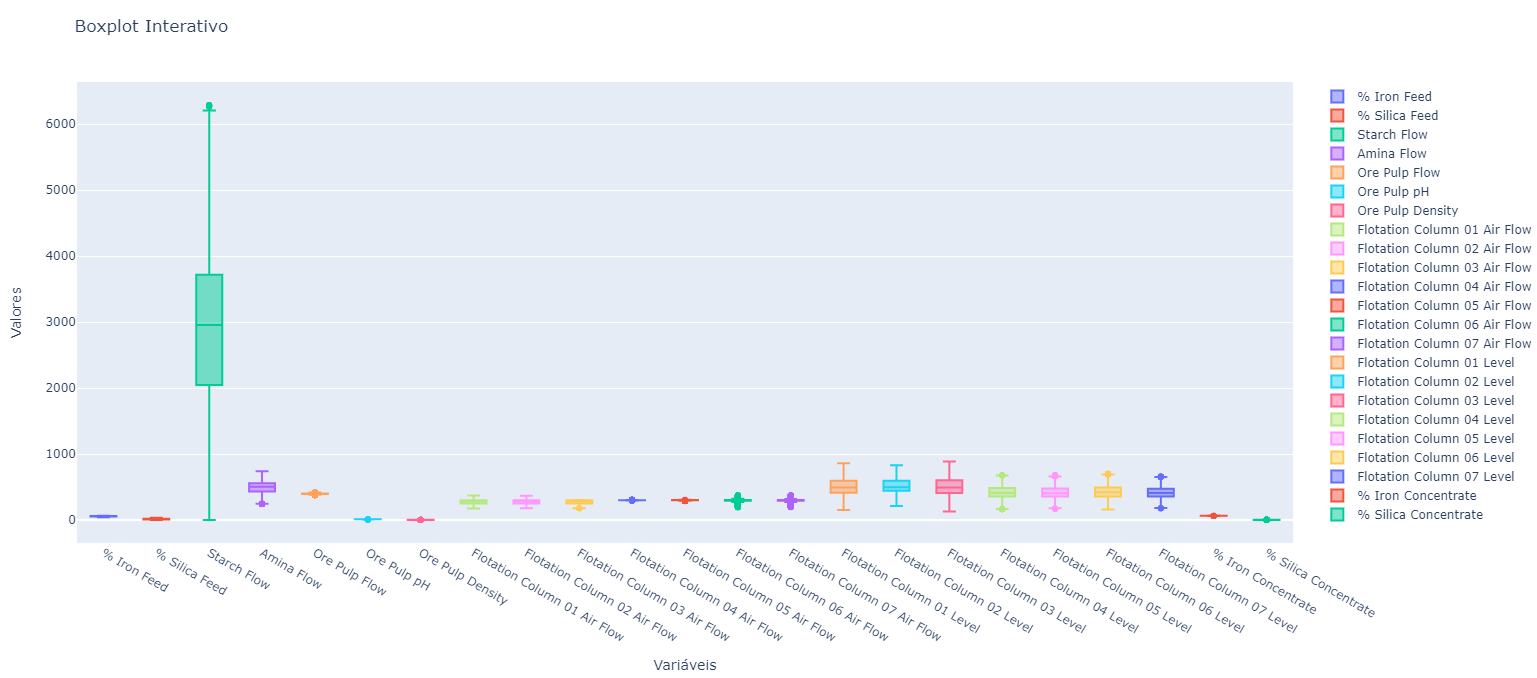 Boxplot Interativo
Valores
6000
5000
4000
3000
2000
1000
0
% Iron Feed
% Silica Feed
Starch Flow
Amina Flow
Ore Pulp Flow
Ore Pulp pH
Ore Pulp Density
Flotation Column 01 Air Flow
Flotation Column 02 Air Flow
Flotation Column 03 Air Flow
Flotation Column 04 Air Flow
Flotation Column 05 Air Flow
Flotation Column 06 Air Flow
Flotation Column 07 Air Flow
Flotation Column 01 Level
Flotation Column 02 Level
Flotation Column 03 Level
Flotation Column 04 Level
Flotation Column 05 Level
Flotation Column 06 Level
Flotation Column 07 Level
% Iron Concentrate
% Silica Concentrate
Variáveis
% Iron Feed
% Silica Feed
Starch Flow
Amina Flow
Ore Pulp Flow
Ore Pulp pH
Ore Pulp Density
Flotation Column 01 Air Flow
Flotation Column 02 Air Flow
Flotation Column 03 Air Flow
Flotation Column 04 Air Flow
Flotation Column 05 Air Flow
Flotation Column 06 Air Flow
Flotation Column 07 Air Flow
Flotation Column 01 Level
Flotation Column 02 Level
Flotation Column 03 Level
Flotation Column 04 Level
Flotation Column 05 Level
Flotation Column 06 Level
Flotation Column 07 Level
% Iron Concentrate
% Silica Concentrate